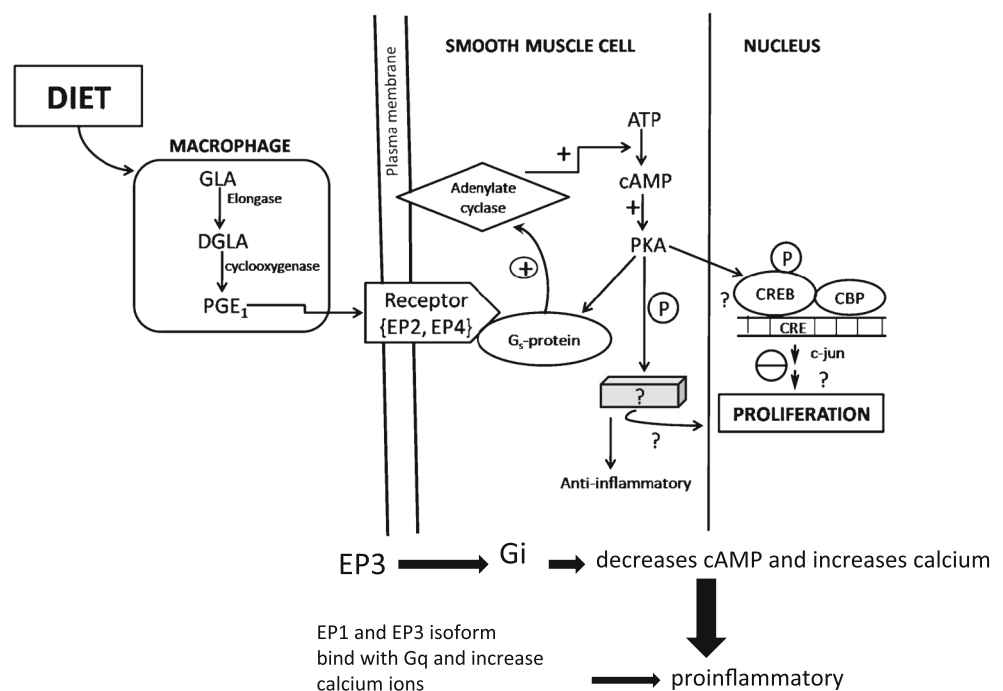 SMOOTH MUSCLE CELL
NUCLEUS
DIET
Plasma membrane
MACROPHAGE
GLA
Elongase
DGLA
cyclooxygenase
PGE1
Adenylate
cyclase
+
ATP
cAMP
+
PKA
+
Receptor
{EP2, EP4}
Gs-protein
P
?
?
Anti-inflammatory
P
?
CREB
CBP
CRE
c-jun
?
PROLIFERATION
EP3
Gi
decreases cAMP and increases calcium
EP1 and EP3 isoform
bind with Gq and increase
calcium ions
proinflammatory